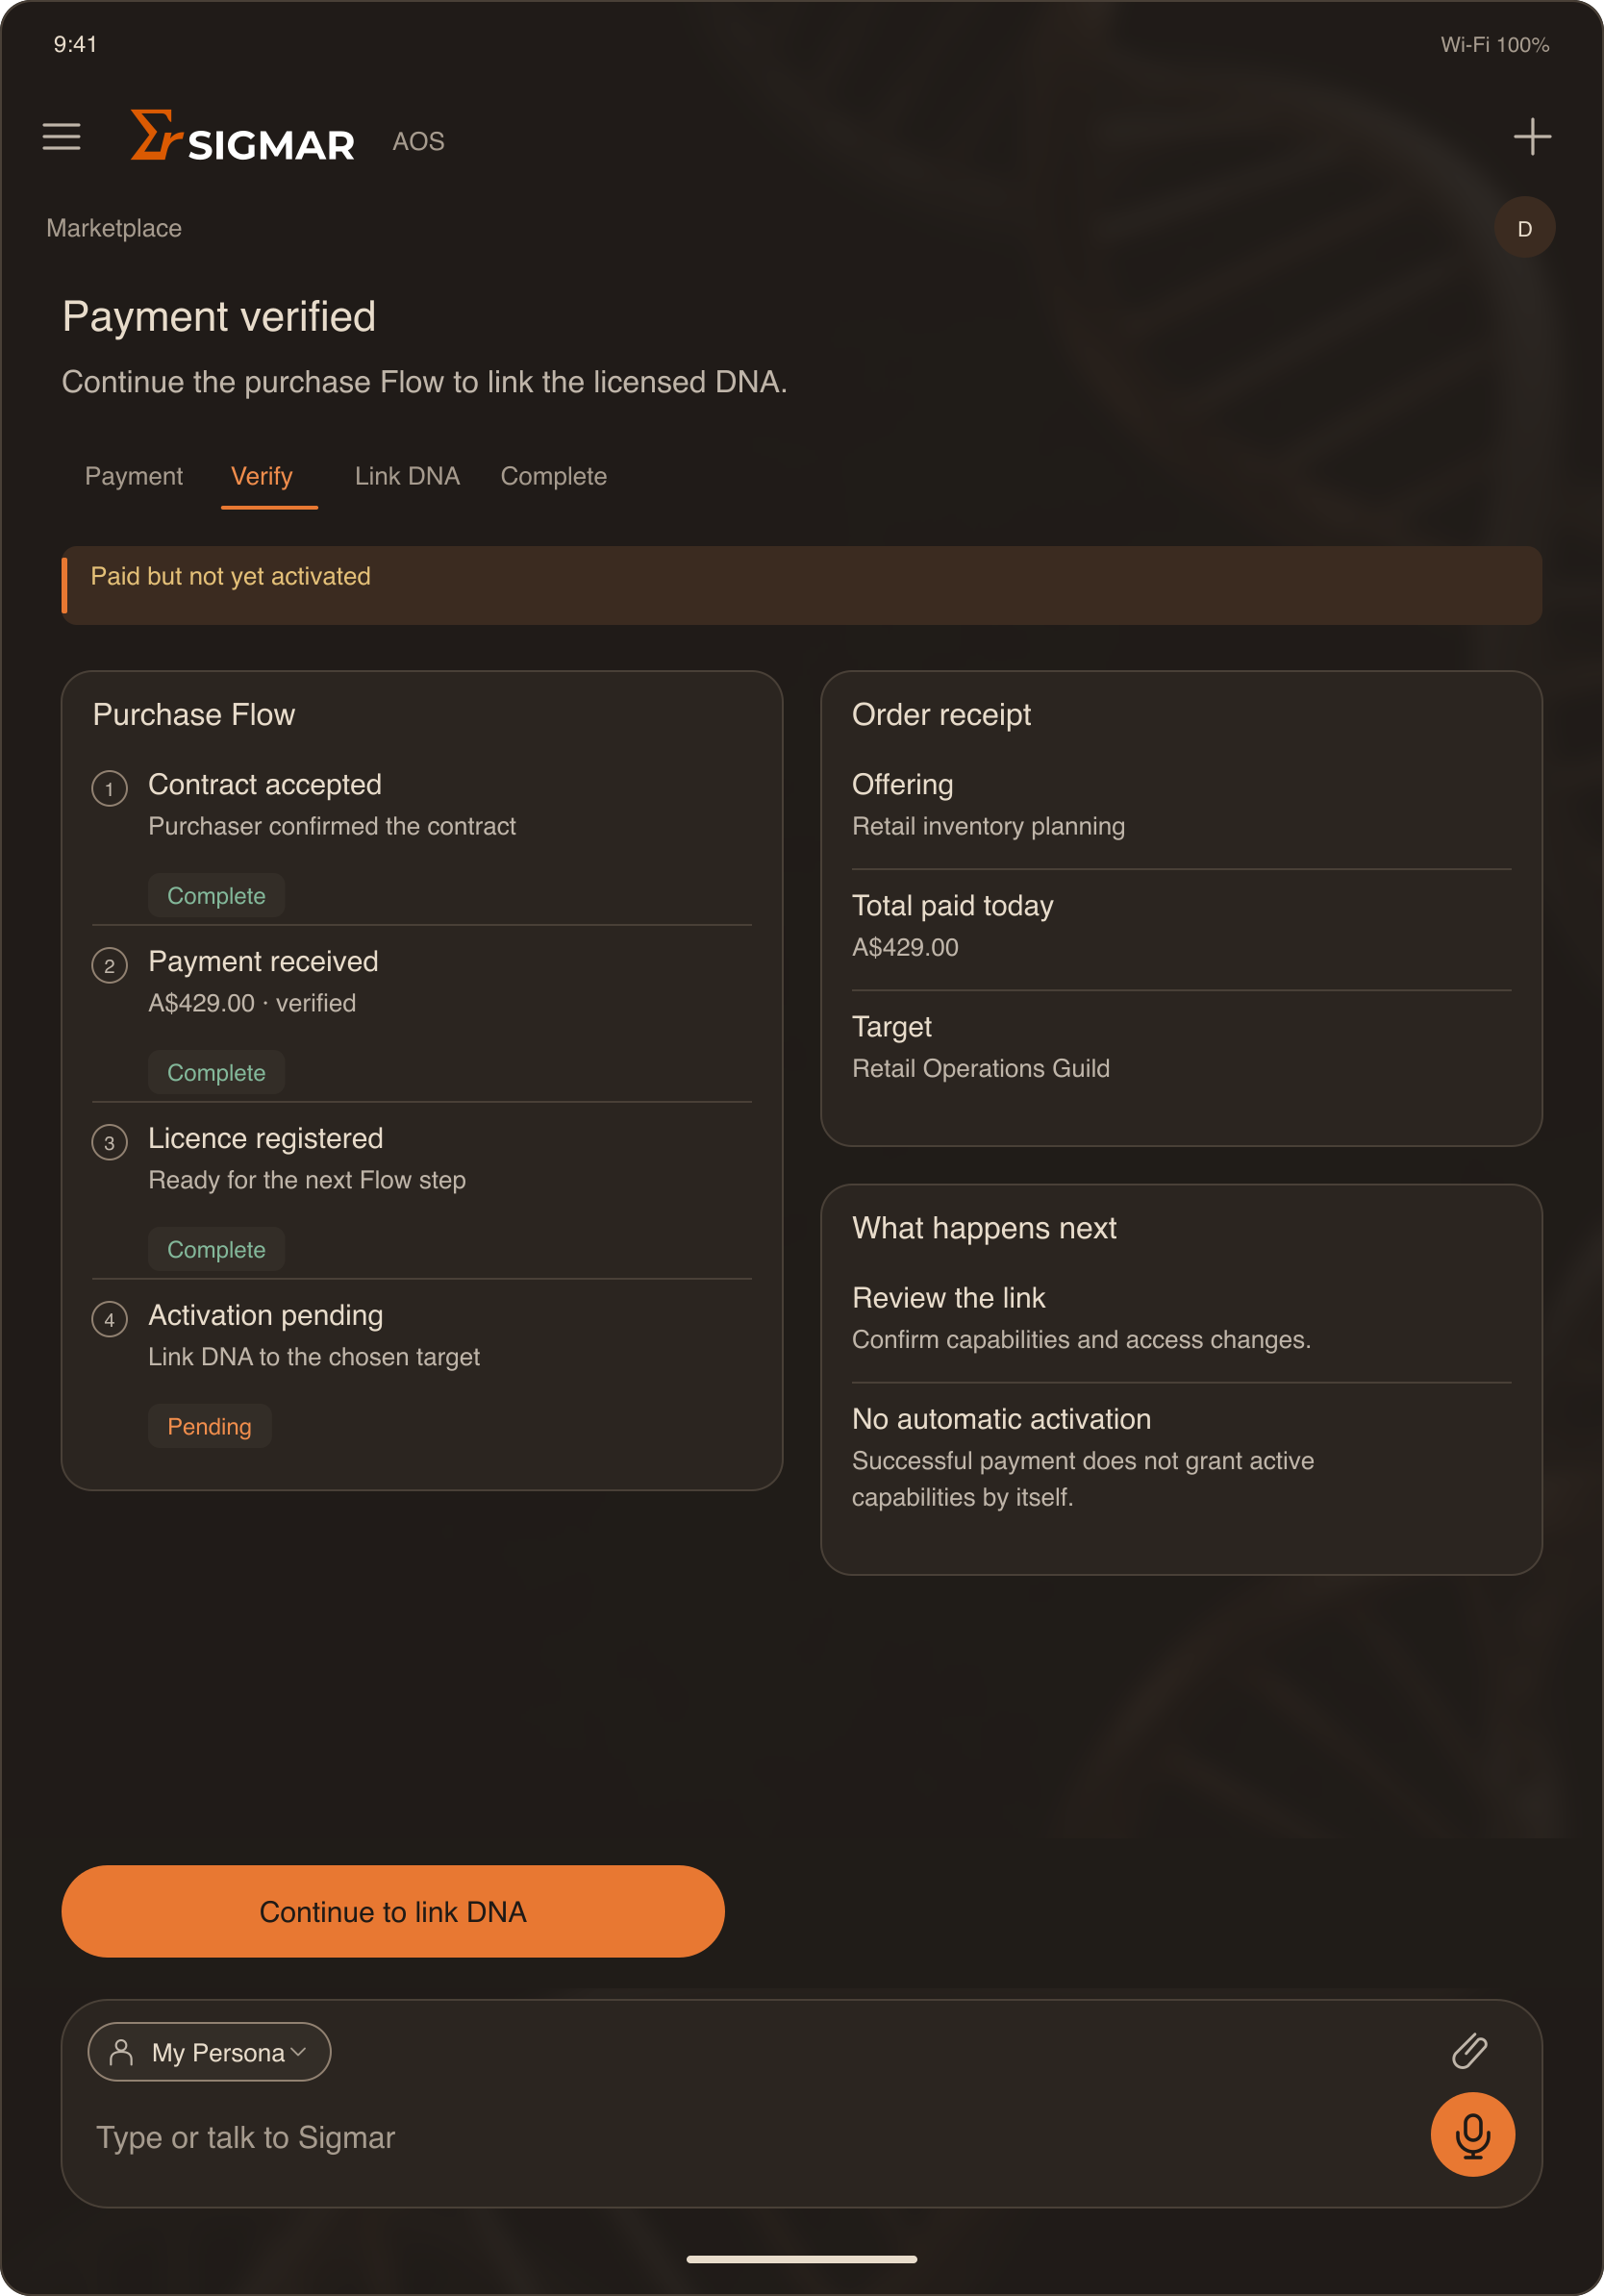 9:41
Wi-Fi 100%
Σr SIGMAR AOS
Marketplace
D
Payment verified
Continue the purchase Flow to link the licensed DNA.
Payment Verify Link DNA Complete
Paid but not yet activated
Purchase Flow
1 Contract accepted
Purchaser confirmed the contract
Complete
2 Payment received
A$429.00 · verified
Complete
3 Licence registered
Ready for the next Flow step
Complete
4 Activation pending
Link DNA to the chosen target
Pending
Order receipt
Offering
Retail inventory planning
Total paid today
A$429.00
Target
Retail Operations Guild
What happens next
Review the link
Confirm capabilities and access changes.
No automatic activation
Successful payment does not grant active
capabilities by itself.
Continue to link DNA
My Persona
Type or talk to Sigmar